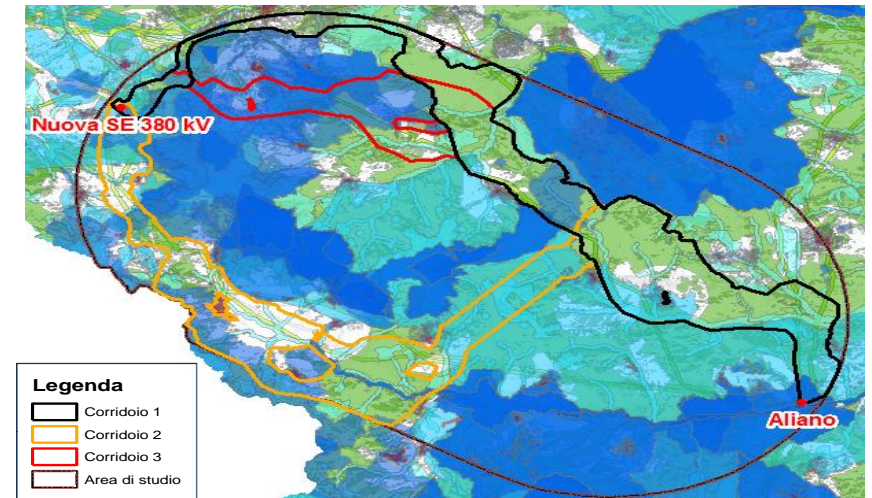 Nuova SE 380 kV
Aliano
Legenda
Corridoio 1
Corridoio 2
Corridoio 3
Area di studio